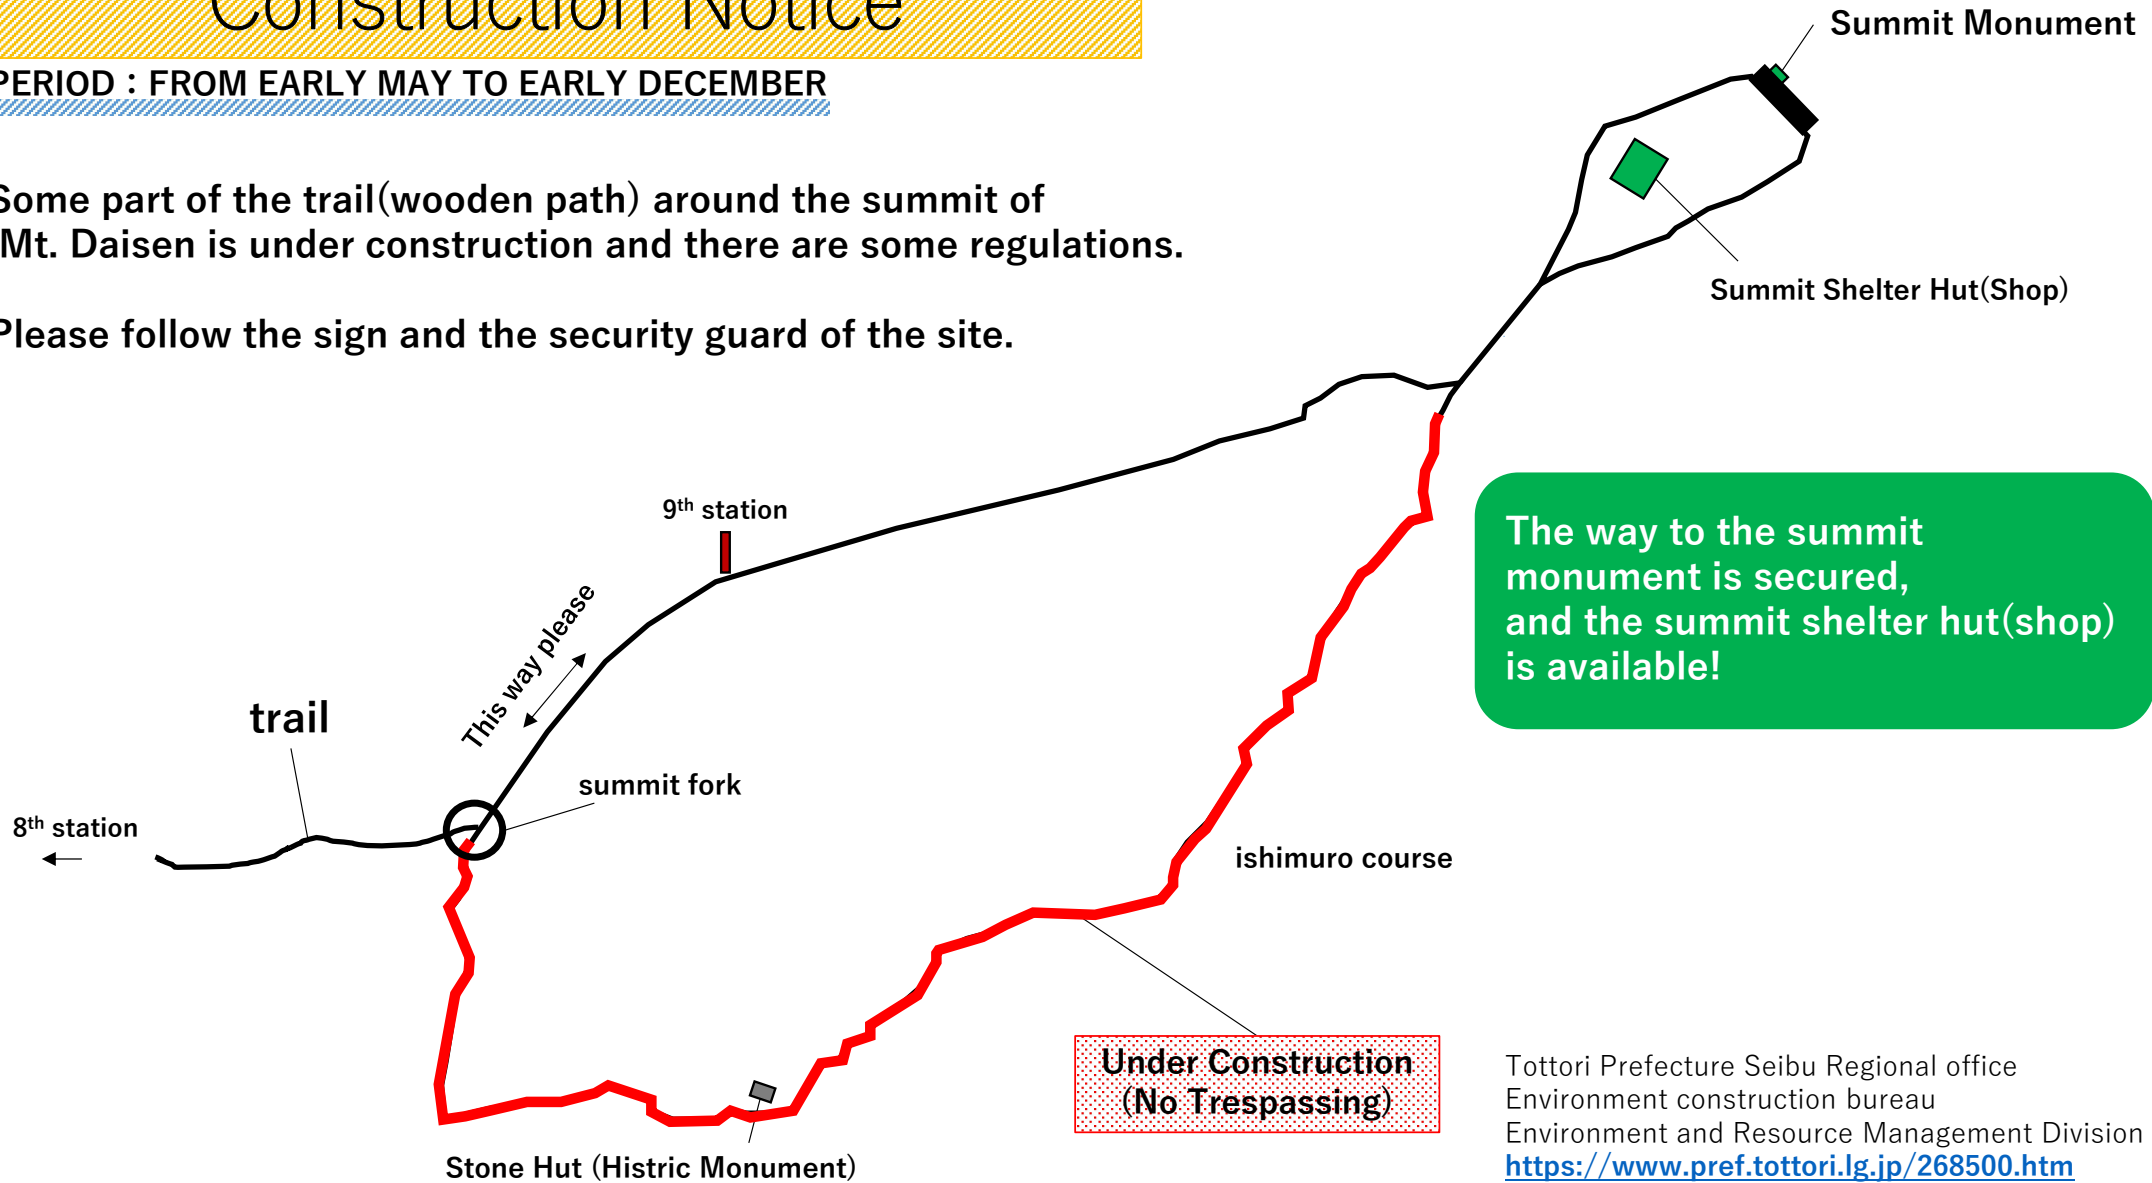 Construction Notice
PERIOD：FROM EARLY MAY TO EARLY DECEMBER
Some part of the trail(wooden path) around the summit of
Mt. Daisen is under construction and there are some regulations.
Please follow the sign and the security guard of the site.
Summit Monument
Summit Shelter Hut(Shop)
9th station
This way please
The way to the summit
monument is secured,
and the summit shelter hut(shop)
is available!
trail
summit fork
8th station
ishimuro course
Under Construction
(No Trespassing)
Stone Hut (Histric Monument)
Tottori Prefecture Seibu Regional office
Environment construction bureau
Environment and Resource Management Division
https://www.pref.tottori.lg.jp/268500.htm